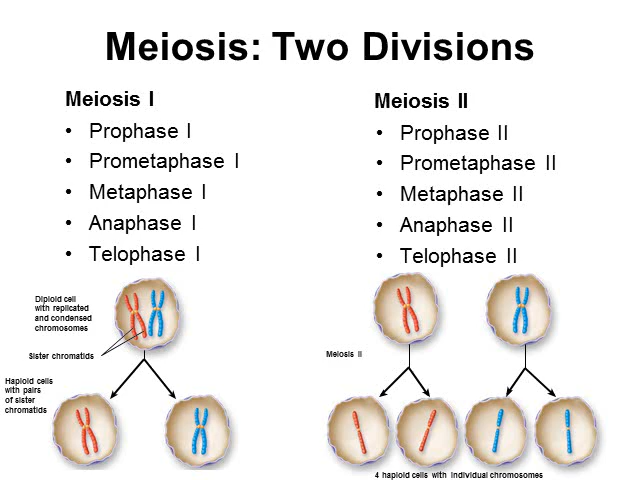 Meiosis: Two Divisions
Meiosis I
• Prophase I
• Prometaphase I
• Metaphase I
• Anaphase I
• Telophase I
Meiosis II
• Prophase II
• Prometaphase II
• Metaphase II
• Anaphase II
• Telophase II
Diploid cell
with replicated
and condensed
chromosomes
Sister chromatids
Haploid cells
with pairs
of sister
chromatids
Meiosis II
4 haploid cells with individual chromosomes